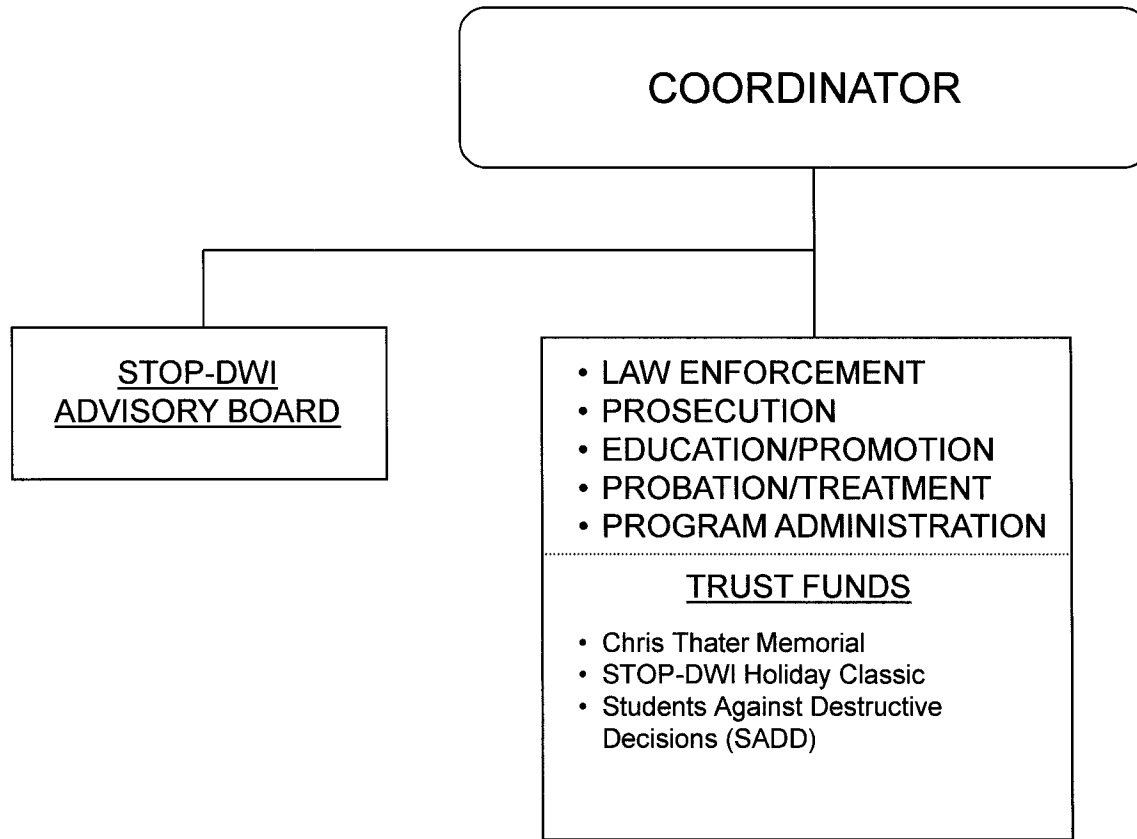 COORDINATOR
STOP-DWI
ADVISORY BOARD
• LAW ENFORCEMENT
• PROSECUTION
• EDUCATION/PROMOTION
• PROBATION/TREATMENT
• PROGRAM ADMINISTRATION
TRUST FUNDS
• Chris Thater Memorial
• STOP-DWI Holiday Classic
• Students Against Destructive
Decisions (SADD)